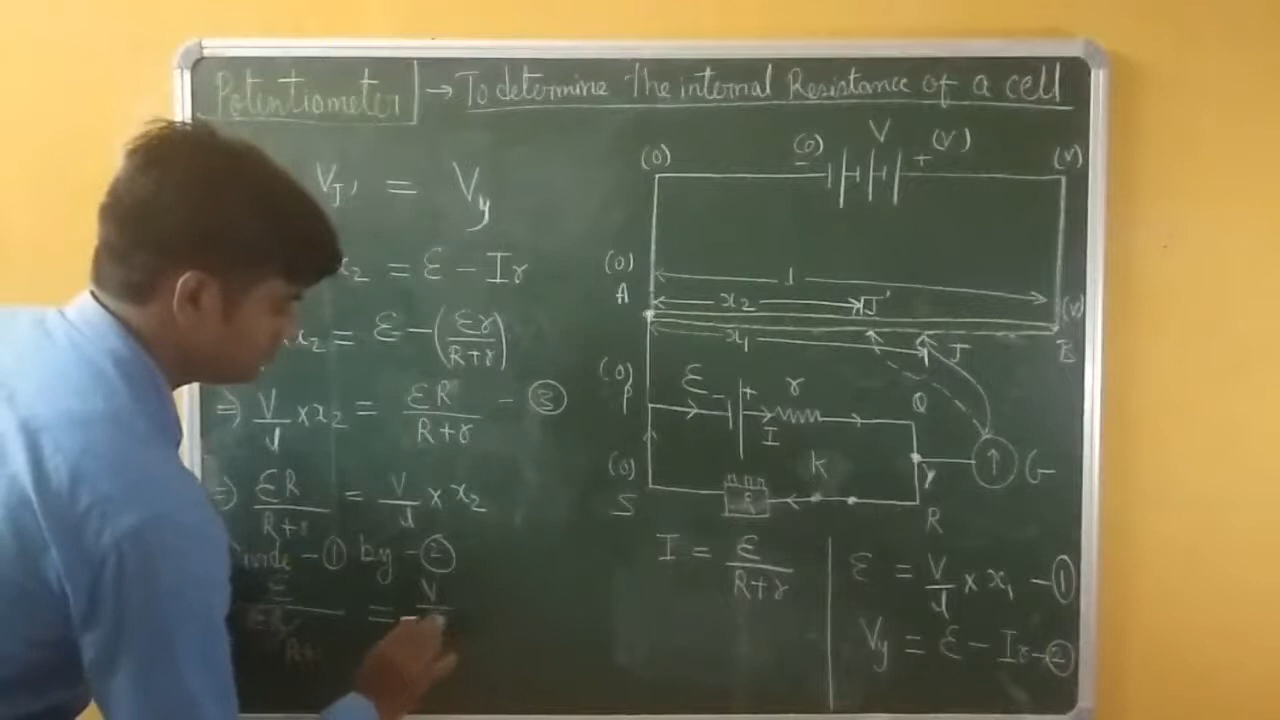 Potentiometer → To determine The internal Resistance of a cell
V_J' = V_y
x₂ = ε - Ir
x₂ = ε - (εr/R+r)
⇒ V/l × x₂ = εR/R+r - ③
⇒ εR/R+r = V/l × x₂
Divide - ① by - ②
ε = V
(0) (0) V + (V) (V)
(0) l
A x₂ J' (V)
x₁ J B
(0) ε - + r Q
P I
(0) K Y G
S R R
I = ε/R+r
ε = V/l × x₁ - ①
V_y = ε - Ir - ②